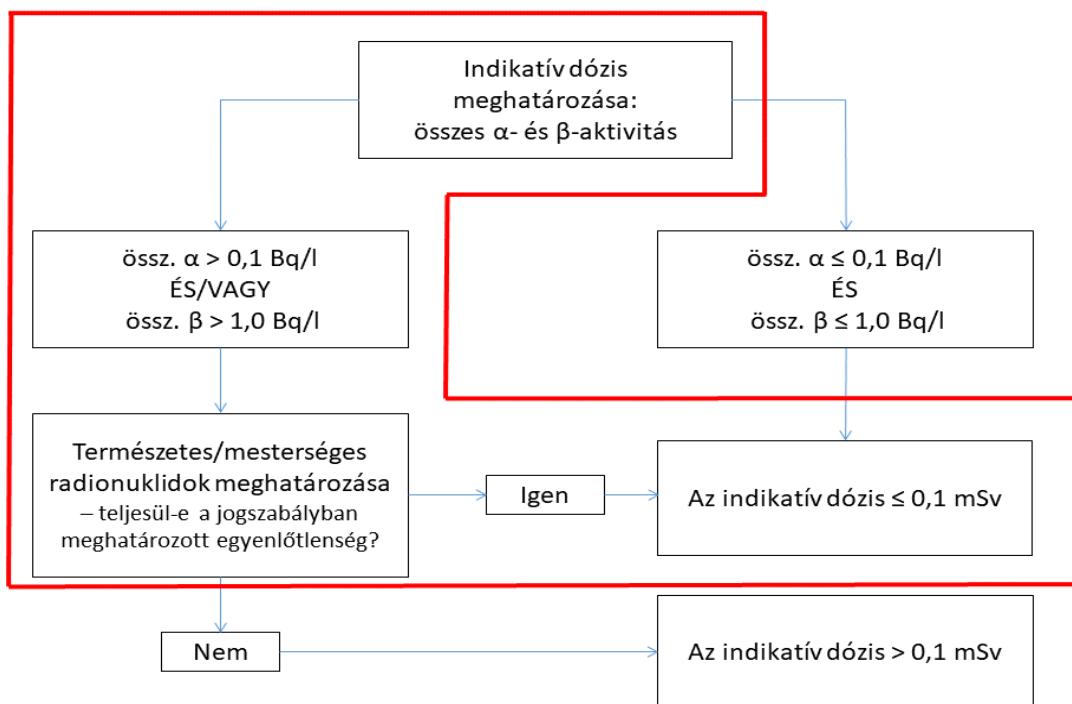 Indikatív dózis
meghatározása:
összes α- és β-aktivitás
össz. α > 0,1 Bq/l
ÉS/VAGY
össz. β > 1,0 Bq/l
össz. α ≤ 0,1 Bq/l
ÉS
össz. β ≤ 1,0 Bq/l
Természetes/mesterséges
radionuklidok meghatározása
– teljesül-e a jogszabályban
meghatározott egyenlőtlenség?
Igen
Az indikatív dózis ≤ 0,1 mSv
Nem
Az indikatív dózis > 0,1 mSv